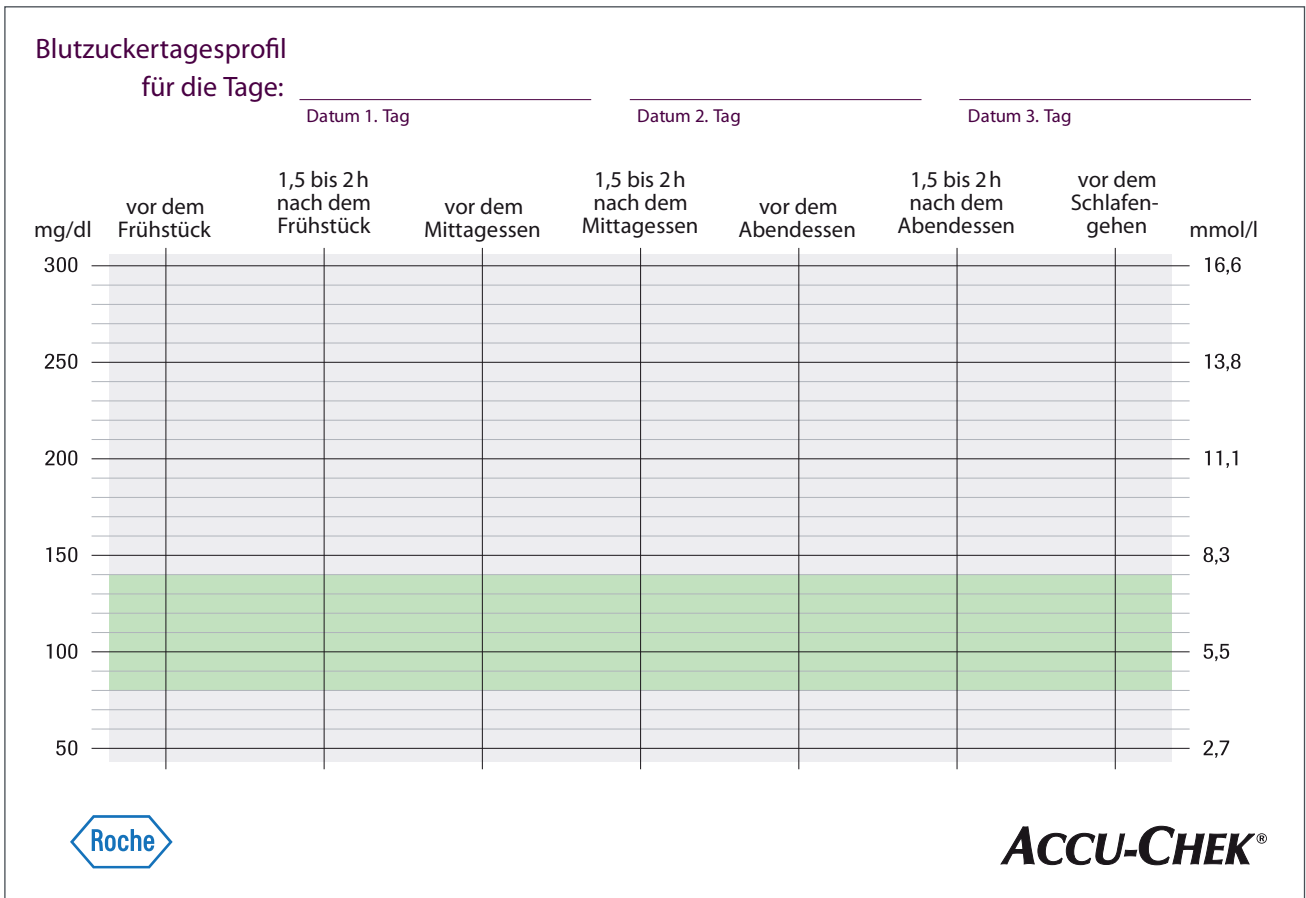 Blutzuckertagesprofil
für die Tage:
Datum 1. Tag
Datum 2. Tag
Datum 3. Tag
mg/dl
vor dem
Frühstück
1,5 bis 2 h
nach dem
Frühstück
vor dem
Mittagessen
1,5 bis 2 h
nach dem
Mittagessen
vor dem
Abendessen
1,5 bis 2 h
nach dem
Abendessen
vor dem
Schlafen-
gehen
mmol/l
300 16,6
250 13,8
200 11,1
150 8,3
100 5,5
50 2,7
Roche
ACCU-CHEK®